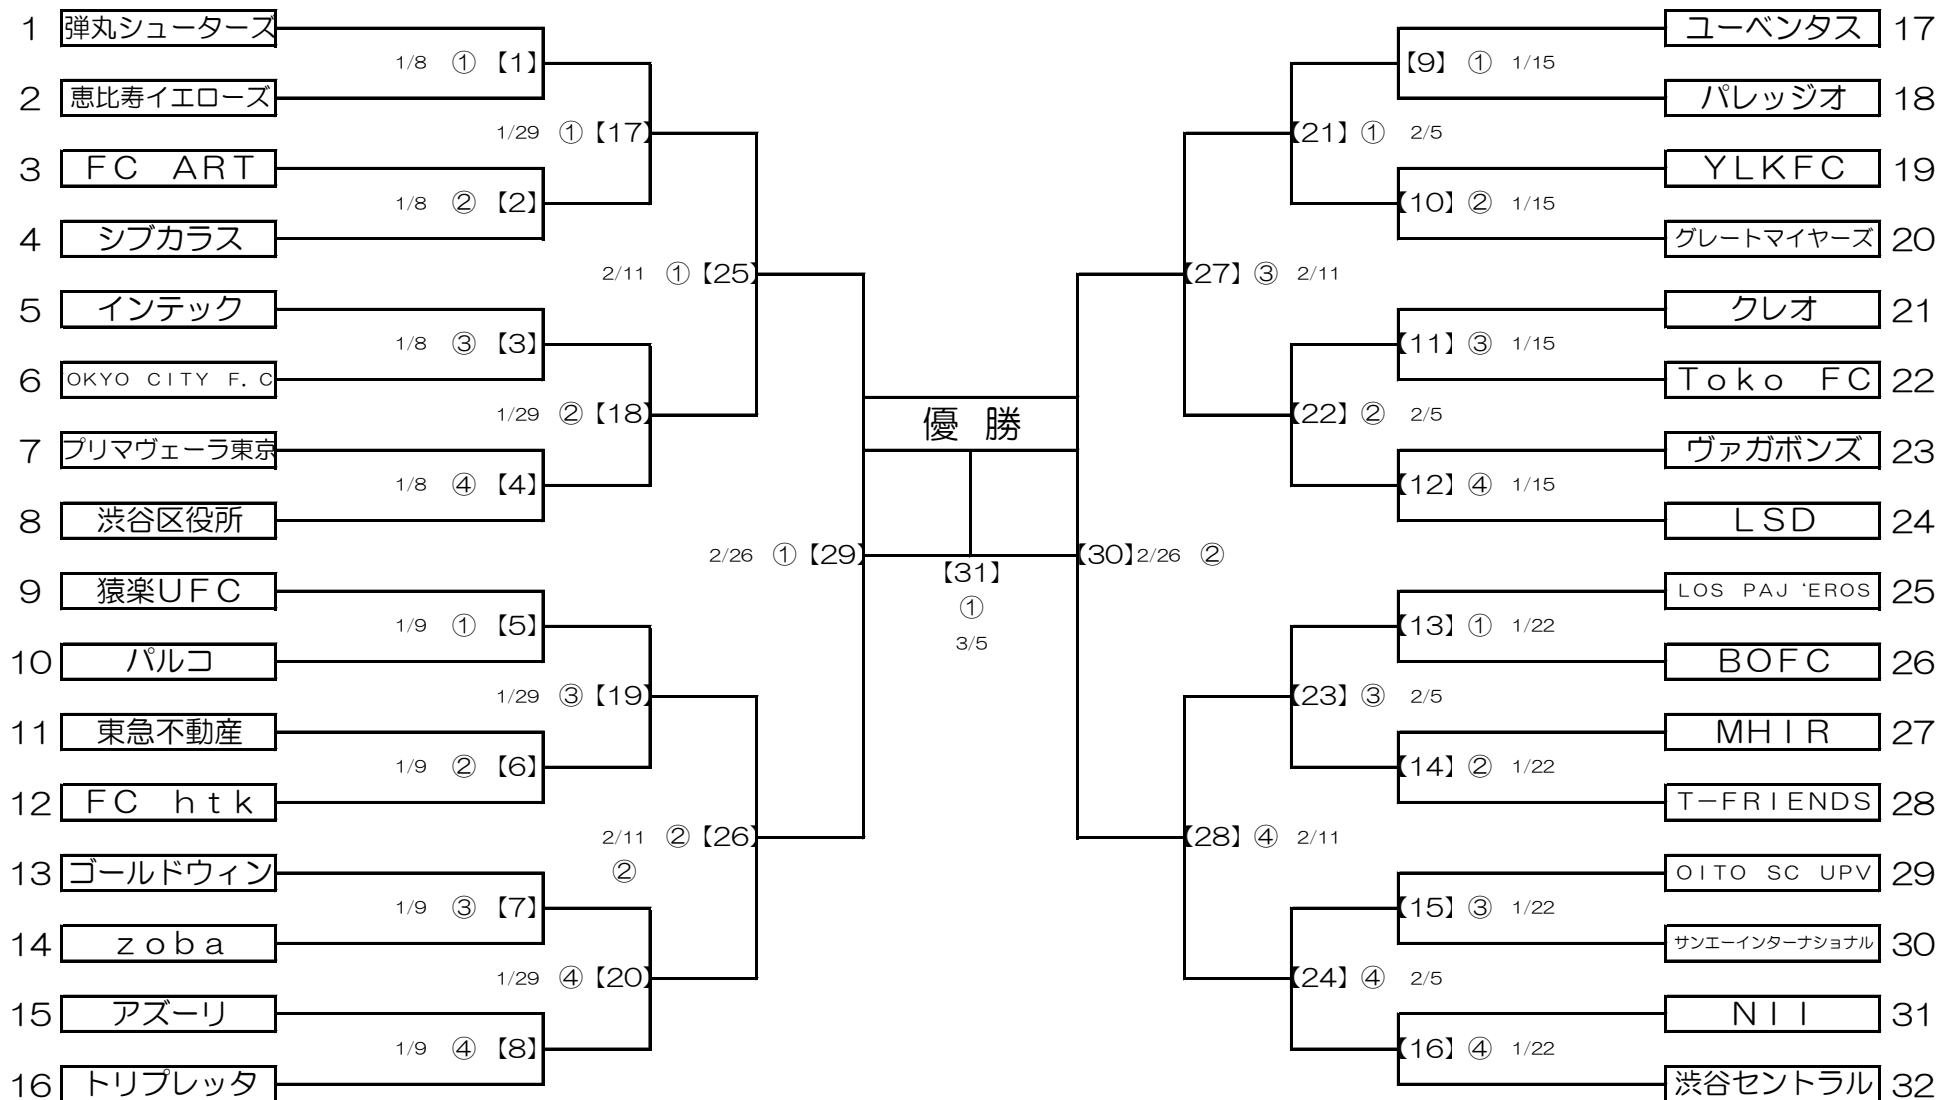 1 弾丸シューターズ
1/8 ① 【1】
2 恵比寿イエローズ
1/29 ① 【17】
3 ＦＣ　ＡＲＴ
1/8 ② 【2】
4 シブカラス
2/11 ① 【25】
5 インテック
1/8 ③ 【3】
6 OKYO CITY F. C
1/29 ② 【18】
7 プリマヴェーラ東京
1/8 ④ 【4】
8 渋谷区役所
2/26 ① 【29】
9 猿楽ＵＦＣ
1/9 ① 【5】
10 パルコ
1/29 ③ 【19】
11 東急不動産
1/9 ② 【6】
12 ＦＣ　ｈｔｋ
2/11 ② 【26】
②
13 ゴールドウィン
1/9 ③ 【7】
14 ｚｏｂａ
1/29 ④ 【20】
15 アズーリ
1/9 ④ 【8】
16 トリプレッタ
優　勝
【31】
①
3/5
ユーベンタス 17
【9】 ① 1/15
パレッジオ 18
【21】 ① 2/5
ＹＬＫＦＣ 19
【10】 ② 1/15
グレートマイヤーズ 20
【27】 ③ 2/11
クレオ 21
【11】 ③ 1/15
Ｔｏｋｏ　ＦＣ 22
【22】 ② 2/5
ヴァガボンズ 23
【12】 ④ 1/15
ＬＳＤ 24
【30】 2/26 ②
LOS PAJ ‘EROS 25
【13】 ① 1/22
ＢＯＦＣ 26
【23】 ③ 2/5
ＭＨＩＲ 27
【14】 ② 1/22
Ｔ－ＦＲＩＥＮＤＳ 28
【28】 ④ 2/11
OITO SC UPV 29
【15】 ③ 1/22
サンエーインターナショナル 30
【24】 ④ 2/5
ＮＩＩ 31
【16】 ④ 1/22
渋谷セントラル 32